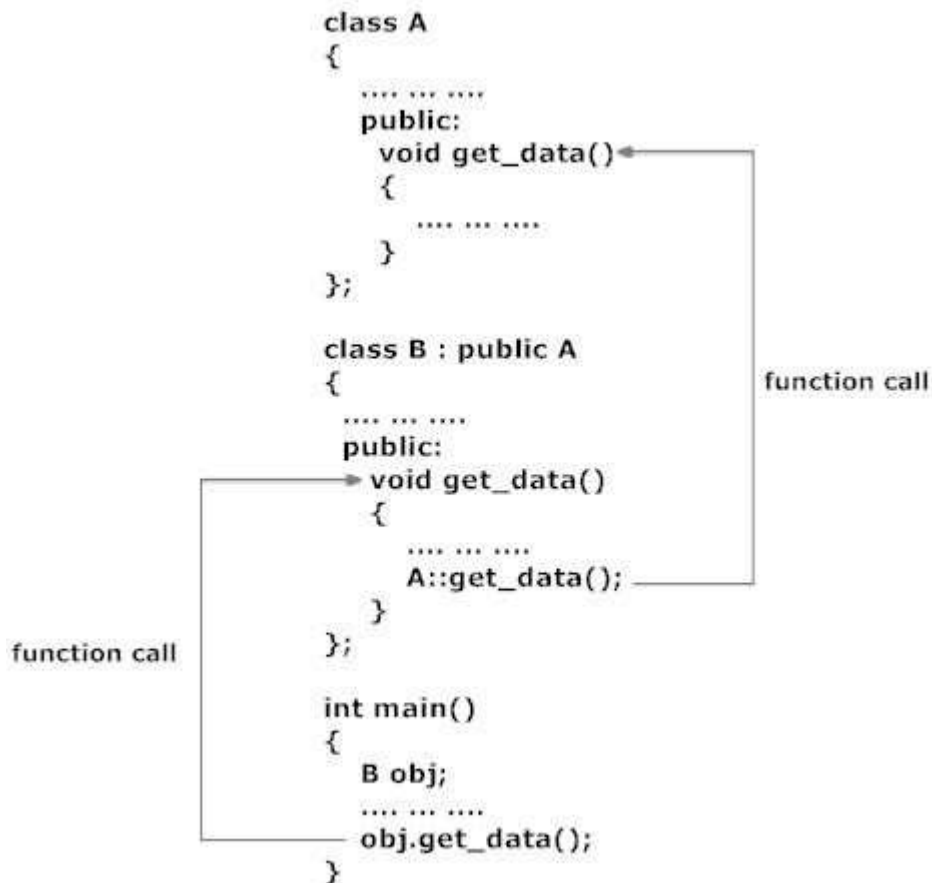 class A
{
.... ... ....
public:
void get_data()
{
.... ... ....
}
};
class B : public A
{
function call
.... ... ....
public:
void get_data()
{
.... ... ....
A::get_data();
}
};
function call
int main()
{
B obj;
.... ... ....
obj.get_data();
}